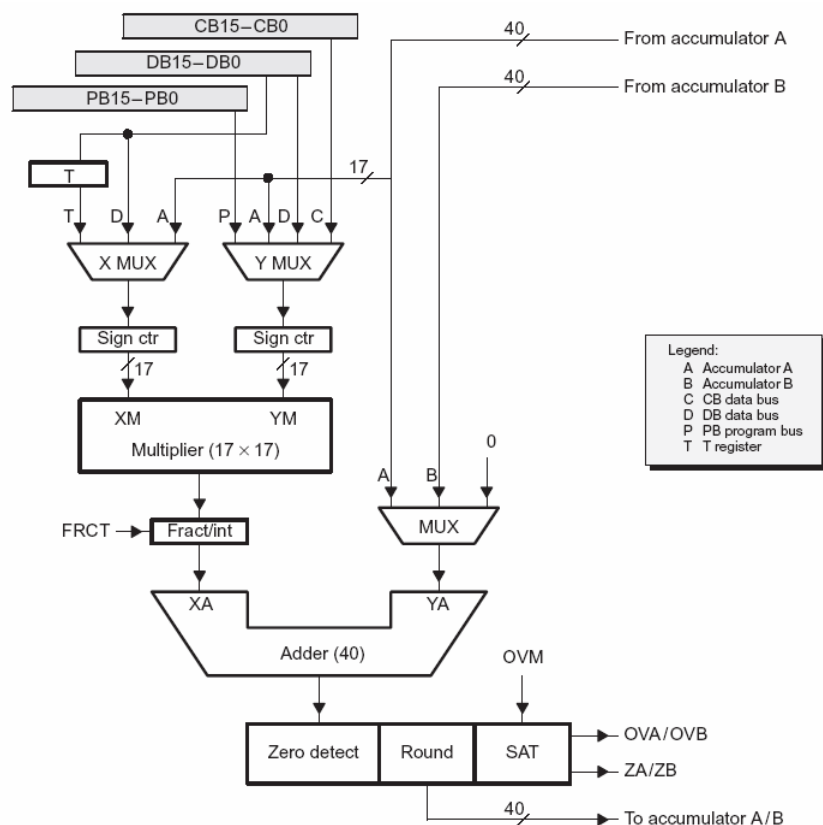 CB15–CB0
40
From accumulator A
DB15–DB0
40
From accumulator B
PB15–PB0
T
17
T D A P A D C
X MUX Y MUX
Sign ctr Sign ctr
17 17
XM YM
Multiplier (17 × 17)
Legend:
A Accumulator A
B Accumulator B
C CB data bus
D DB data bus
P PB program bus
T T register
A B 0
FRCT Fract/int MUX
XA YA
Adder (40)
OVM
Zero detect Round SAT
OVA/OVB
ZA/ZB
40
To accumulator A/B